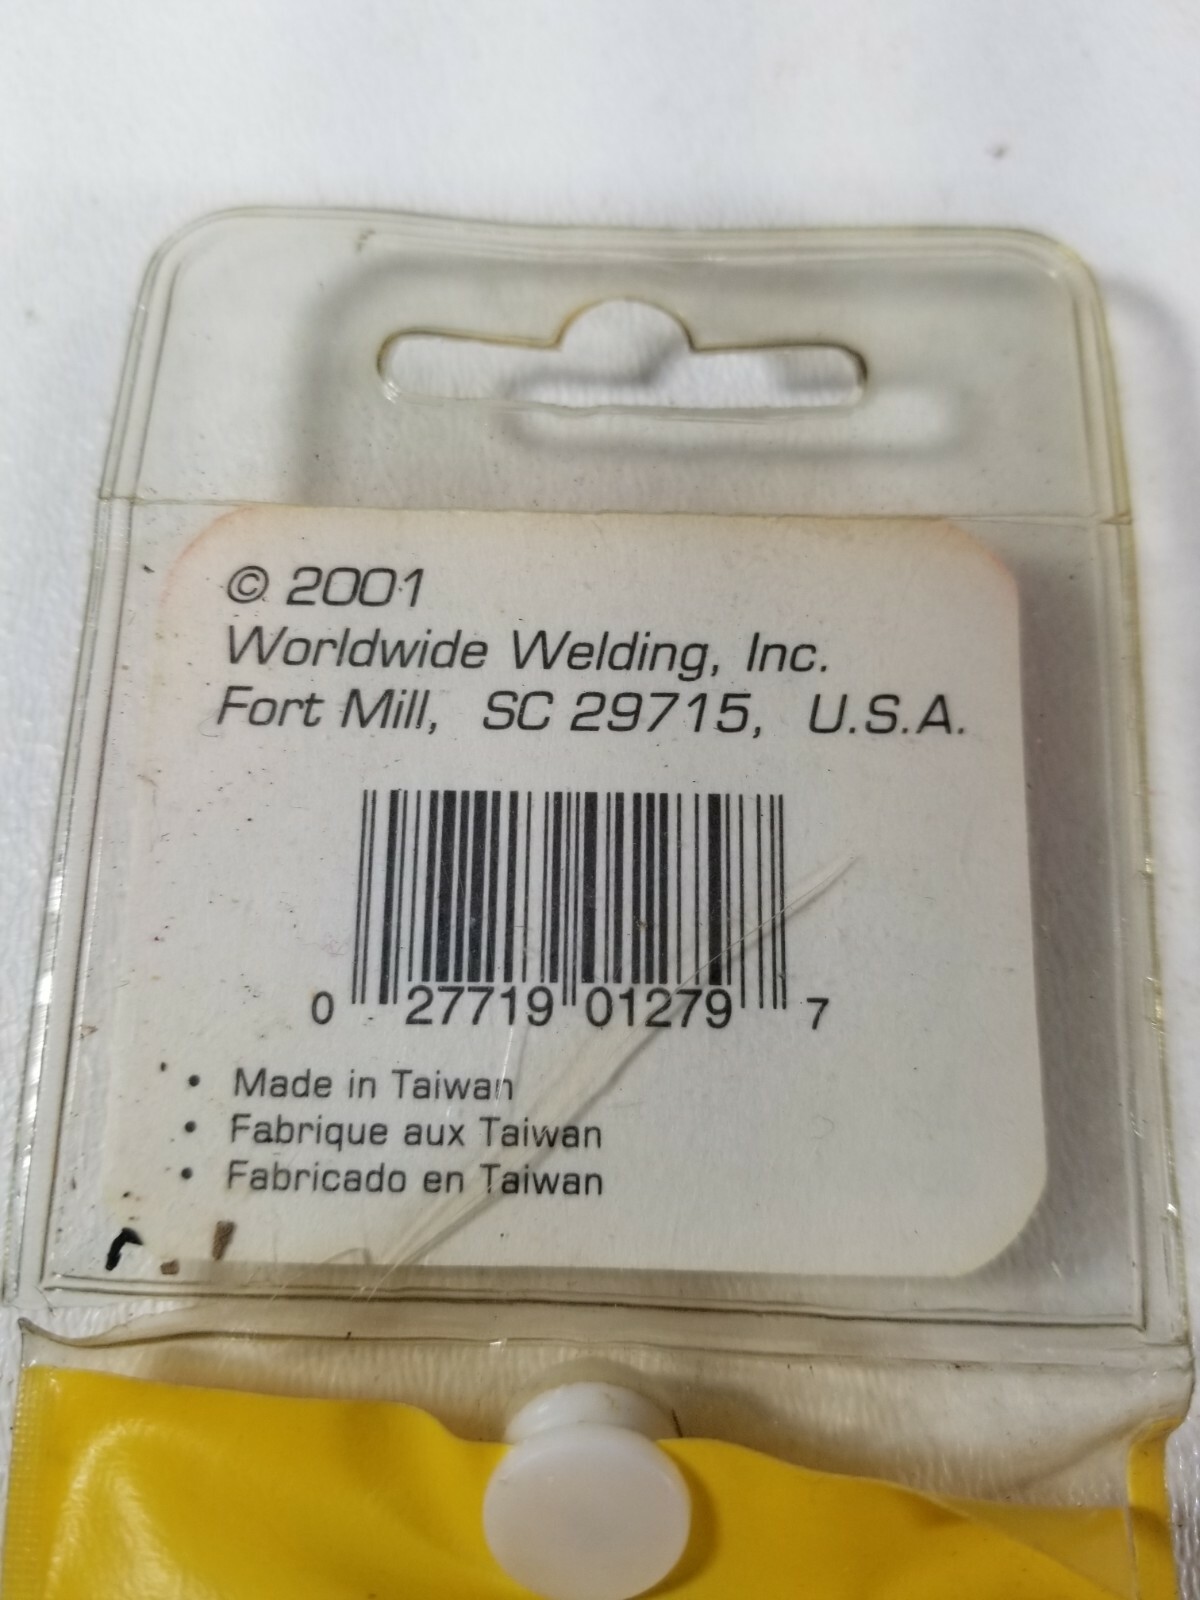 © 2001
Worldwide Welding, Inc.
Fort Mill, SC 29715, U.S.A.
0 27719 01279 7
• Made in Taiwan
• Fabrique aux Taiwan
• Fabricado en Taiwan